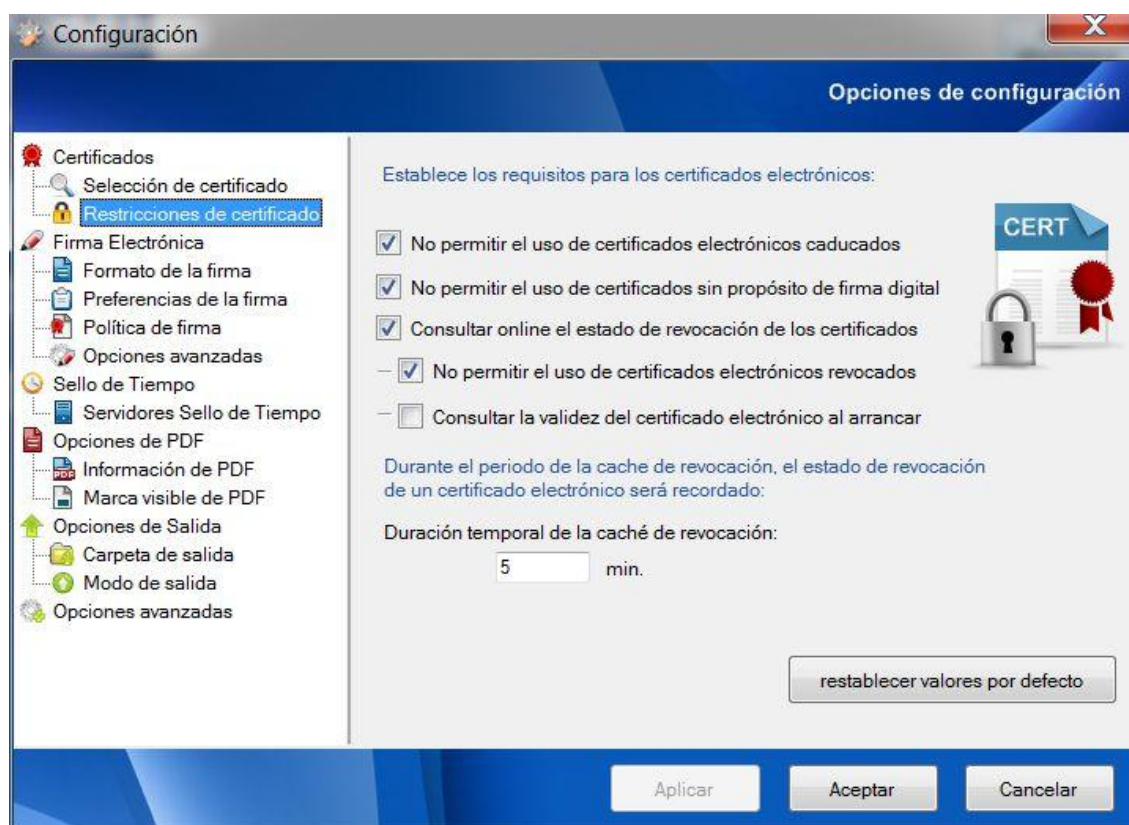 Configuración
Opciones de configuración
Certificados
Selección de certificado
Restricciones de certificado
Firma Electrónica
Formato de la firma
Preferencias de la firma
Política de firma
Opciones avanzadas
Sello de Tiempo
Servidores Sello de Tiempo
Opciones de PDF
Información de PDF
Marca visible de PDF
Opciones de Salida
Carpeta de salida
Modo de salida
Opciones avanzadas
Establece los requisitos para los certificados electrónicos:
CERT
No permitir el uso de certificados electrónicos caducados
No permitir el uso de certificados sin propósito de firma digital
Consultar online el estado de revocación de los certificados
No permitir el uso de certificados electrónicos revocados
Consultar la validez del certificado electrónico al arrancar
Durante el periodo de la cache de revocación, el estado de revocación
de un certificado electrónico será recordado:
Duración temporal de la caché de revocación:
5 min.
restablecer valores por defecto
Aplicar
Aceptar
Cancelar